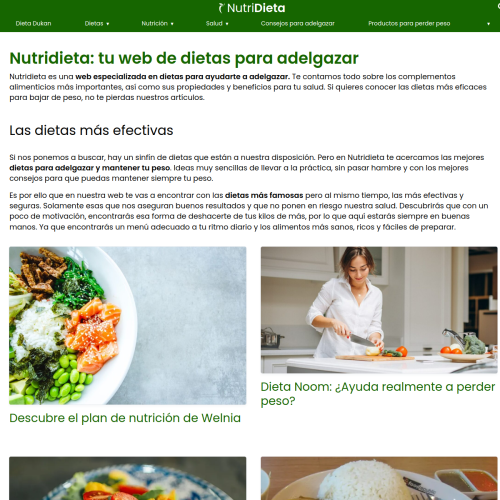 NutriDieta
Dieta Dukan Dietas ▾ Nutrición ▾ Salud ▾ Consejos para adelgazar Productos para perder peso ▾
Nutridieta: tu web de dietas para adelgazar
Nutridieta es una web especializada en dietas para ayudarte a adelgazar. Te contamos todo sobre los complementos
alimenticios más importantes, así como sus propiedades y beneficios para tu salud. Si quieres conocer las dietas más eficaces
para bajar de peso, no te pierdas nuestros artículos.
Las dietas más efectivas
Si nos ponemos a buscar, hay un sinfín de dietas que están a nuestra disposición. Pero en Nutridieta te acercamos las mejores
dietas para adelgazar y mantener tu peso. Ideas muy sencillas de llevar a la práctica, sin pasar hambre y con los mejores
consejos para que puedas mantener siempre tu peso.
Es por ello que en nuestra web te vas a encontrar con las dietas más famosas pero al mismo tiempo, las más efectivas y
seguras. Solamente esas que nos aseguran buenos resultados y que no ponen en riesgo nuestra salud. Descubrirás que con un
poco de motivación, encontrarás esa forma de deshacerte de tus kilos de más, por lo que aquí estarás siempre en buenas
manos. Ya que encontrarás un menú adecuado a tu ritmo diario y los alimentos más sanos, ricos y fáciles de preparar.
Descubre el plan de nutrición de Welnia
Dieta Noom: ¿Ayuda realmente a perder
peso?